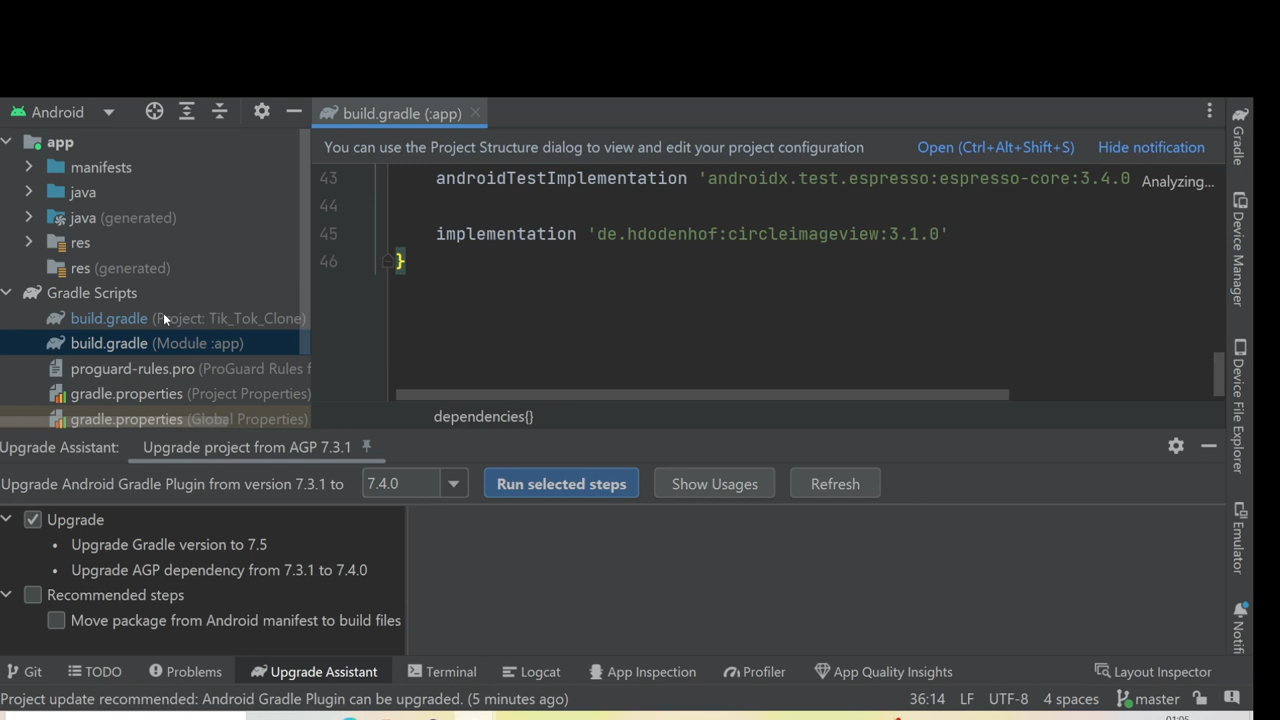 Android
build.gradle (:app)
app
You can use the Project Structure dialog to view and edit your project configuration
Open (Ctrl+Alt+Shift+S)
Hide notification
manifests
java
java (generated)
res
res (generated)
Gradle Scripts
build.gradle (Project: Tik_Tok_Clone)
build.gradle (Module :app)
proguard-rules.pro (ProGuard Rules f
gradle.properties (Project Properties)
gradle.properties (Global Properties)
43 androidTestImplementation 'androidx.test.espresso:espresso-core:3.4.0
Analyzing...
44
45 implementation 'de.hdodenhof:circleimageview:3.1.0'
46 }
dependencies{}
Gradle
Device Manager
Device File Explorer
Emulator
Notifi
Upgrade Assistant:
Upgrade project from AGP 7.3.1
Upgrade Android Gradle Plugin from version 7.3.1 to
7.4.0
Run selected steps
Show Usages
Refresh
Upgrade
• Upgrade Gradle version to 7.5
• Upgrade AGP dependency from 7.3.1 to 7.4.0
Recommended steps
Move package from Android manifest to build files
Git
TODO
Problems
Upgrade Assistant
Terminal
Logcat
App Inspection
Profiler
App Quality Insights
Layout Inspector
Project update recommended: Android Gradle Plugin can be upgraded. (5 minutes ago)
36:14
LF
UTF-8
4 spaces
master